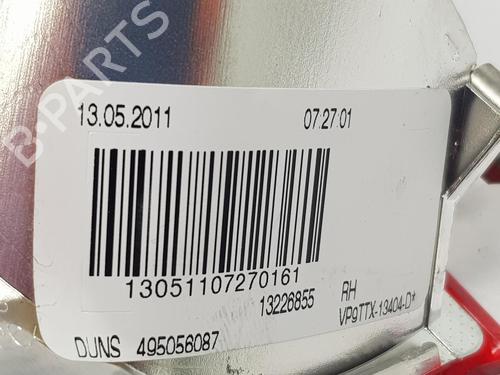 13.05.2011 07:27:01
13051107270161
13226855 RH
VP9TTX-13404-D*
DUNS 495056087
B-PARTS